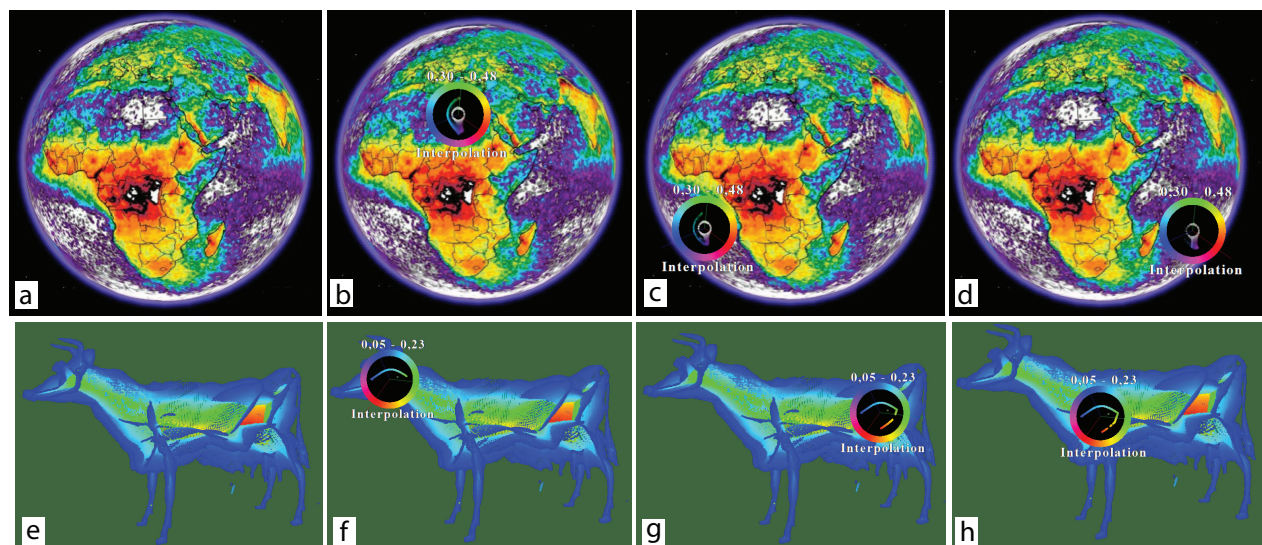 0,30 – 0,48
Interpolation
0,30 – 0,48
Interpolation
0,30 – 0,48
Interpolation
a
b
c
d
0,05 – 0,23
Interpolation
0,05 – 0,23
Interpolation
0,05 – 0,23
Interpolation
e
f
g
h